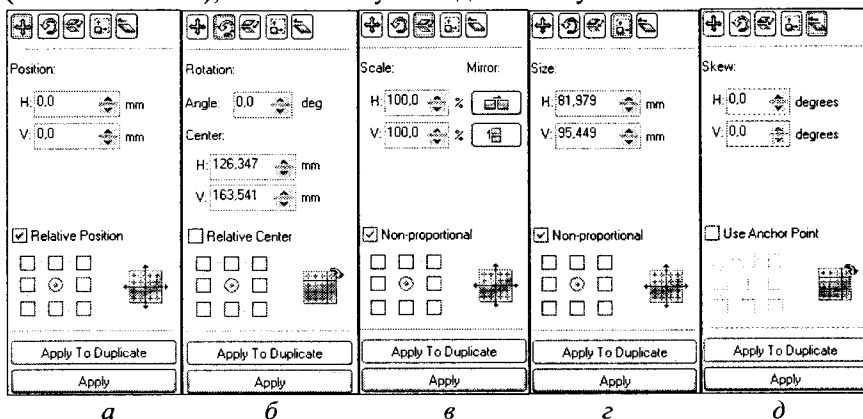 Position:
H: 0,0 mm
V: 0,0 mm
Relative Position
Apply To Duplicate
Apply
а
Rotation:
Angle: 0,0 deg
Center:
H: 126,347 mm
V: 163,541 mm
Relative Center
Apply To Duplicate
Apply
б
Scale: Mirror:
H: 100,0 %
V: 100,0 %
Non-proportional
Apply To Duplicate
Apply
в
Size:
H: 81,979 mm
V: 95,449 mm
Non-proportional
Apply To Duplicate
Apply
г
Skew:
H: 0,0 degrees
V: 0,0 degrees
Use Anchor Point
Apply To Duplicate
Apply
д